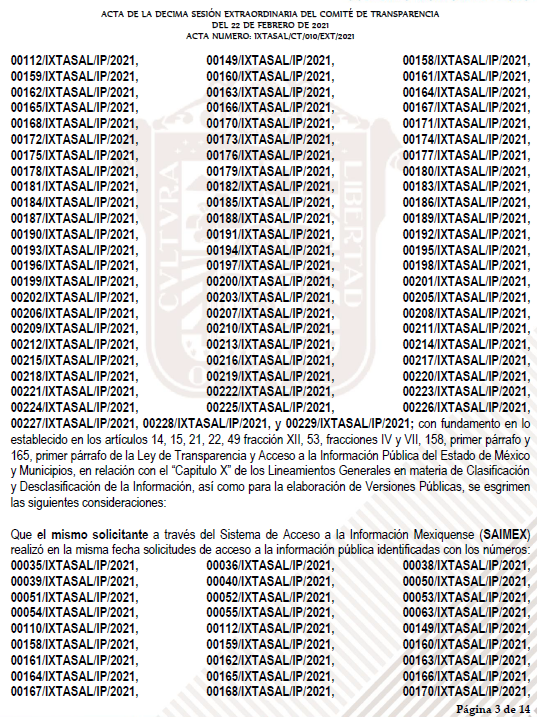 ACTA DE LA DECIMA SESIÓN EXTRAORDINARIA DEL COMITÉ DE TRANSPARENCIA
DEL 22 DE FEBRERO DE 2021
ACTA NUMERO: IXTASAL/CT/010/EXT/2021
00112/IXTASAL/IP/2021, 00149/IXTASAL/IP/2021, 00158/IXTASAL/IP/2021,
00159/IXTASAL/IP/2021, 00160/IXTASAL/IP/2021, 00161/IXTASAL/IP/2021,
00162/IXTASAL/IP/2021, 00163/IXTASAL/IP/2021, 00164/IXTASAL/IP/2021,
00165/IXTASAL/IP/2021, 00166/IXTASAL/IP/2021, 00167/IXTASAL/IP/2021,
00168/IXTASAL/IP/2021, 00170/IXTASAL/IP/2021, 00171/IXTASAL/IP/2021,
00172/IXTASAL/IP/2021, 00173/IXTASAL/IP/2021, 00174/IXTASAL/IP/2021,
00175/IXTASAL/IP/2021, 00176/IXTASAL/IP/2021, 00177/IXTASAL/IP/2021,
00178/IXTASAL/IP/2021, 00179/IXTASAL/IP/2021, 00180/IXTASAL/IP/2021,
00181/IXTASAL/IP/2021, 00182/IXTASAL/IP/2021, 00183/IXTASAL/IP/2021,
00184/IXTASAL/IP/2021, 00185/IXTASAL/IP/2021, 00186/IXTASAL/IP/2021,
00187/IXTASAL/IP/2021, 00188/IXTASAL/IP/2021, 00189/IXTASAL/IP/2021,
00190/IXTASAL/IP/2021, 00191/IXTASAL/IP/2021, 00192/IXTASAL/IP/2021,
00193/IXTASAL/IP/2021, 00194/IXTASAL/IP/2021, 00195/IXTASAL/IP/2021,
00196/IXTASAL/IP/2021, 00197/IXTASAL/IP/2021, 00198/IXTASAL/IP/2021,
00199/IXTASAL/IP/2021, 00200/IXTASAL/IP/2021, 00201/IXTASAL/IP/2021,
00202/IXTASAL/IP/2021, 00203/IXTASAL/IP/2021, 00205/IXTASAL/IP/2021,
00206/IXTASAL/IP/2021, 00207/IXTASAL/IP/2021, 00208/IXTASAL/IP/2021,
00209/IXTASAL/IP/2021, 00210/IXTASAL/IP/2021, 00211/IXTASAL/IP/2021,
00212/IXTASAL/IP/2021, 00213/IXTASAL/IP/2021, 00214/IXTASAL/IP/2021,
00215/IXTASAL/IP/2021, 00216/IXTASAL/IP/2021, 00217/IXTASAL/IP/2021,
00218/IXTASAL/IP/2021, 00219/IXTASAL/IP/2021, 00220/IXTASAL/IP/2021,
00221/IXTASAL/IP/2021, 00222/IXTASAL/IP/2021, 00223/IXTASAL/IP/2021,
00224/IXTASAL/IP/2021, 00225/IXTASAL/IP/2021, 00226/IXTASAL/IP/2021,
00227/IXTASAL/IP/2021, 00228/IXTASAL/IP/2021, y 00229/IXTASAL/IP/2021; con fundamento en lo
establecido en los artículos 14, 15, 21, 22, 49 fracción XII, 53, fracciones IV y VII, 158, primer párrafo y
165, primer párrafo de la Ley de Transparencia y Acceso a la Información Pública del Estado de México
y Municipios, en relación con el “Capítulo X” de los Lineamientos Generales en materia de Clasificación
y Desclasificación de la Información, así como para la elaboración de Versiones Públicas, se esgrimen
las siguientes consideraciones:
Que el mismo solicitante a través del Sistema de Acceso a la Información Mexiquense (SAIMEX)
realizó en la misma fecha solicitudes de acceso a la información pública identificadas con los números:
00035/IXTASAL/IP/2021, 00036/IXTASAL/IP/2021, 00038/IXTASAL/IP/2021,
00039/IXTASAL/IP/2021, 00040/IXTASAL/IP/2021, 00050/IXTASAL/IP/2021,
00051/IXTASAL/IP/2021, 00052/IXTASAL/IP/2021, 00053/IXTASAL/IP/2021,
00054/IXTASAL/IP/2021, 00055/IXTASAL/IP/2021, 00063/IXTASAL/IP/2021,
00110/IXTASAL/IP/2021, 00112/IXTASAL/IP/2021, 00149/IXTASAL/IP/2021,
00158/IXTASAL/IP/2021, 00159/IXTASAL/IP/2021, 00160/IXTASAL/IP/2021,
00161/IXTASAL/IP/2021, 00162/IXTASAL/IP/2021, 00163/IXTASAL/IP/2021,
00164/IXTASAL/IP/2021, 00165/IXTASAL/IP/2021, 00166/IXTASAL/IP/2021,
00167/IXTASAL/IP/2021, 00168/IXTASAL/IP/2021, 00170/IXTASAL/IP/2021,
Página 3 de 14
CVLTVRA
LIBERTAD